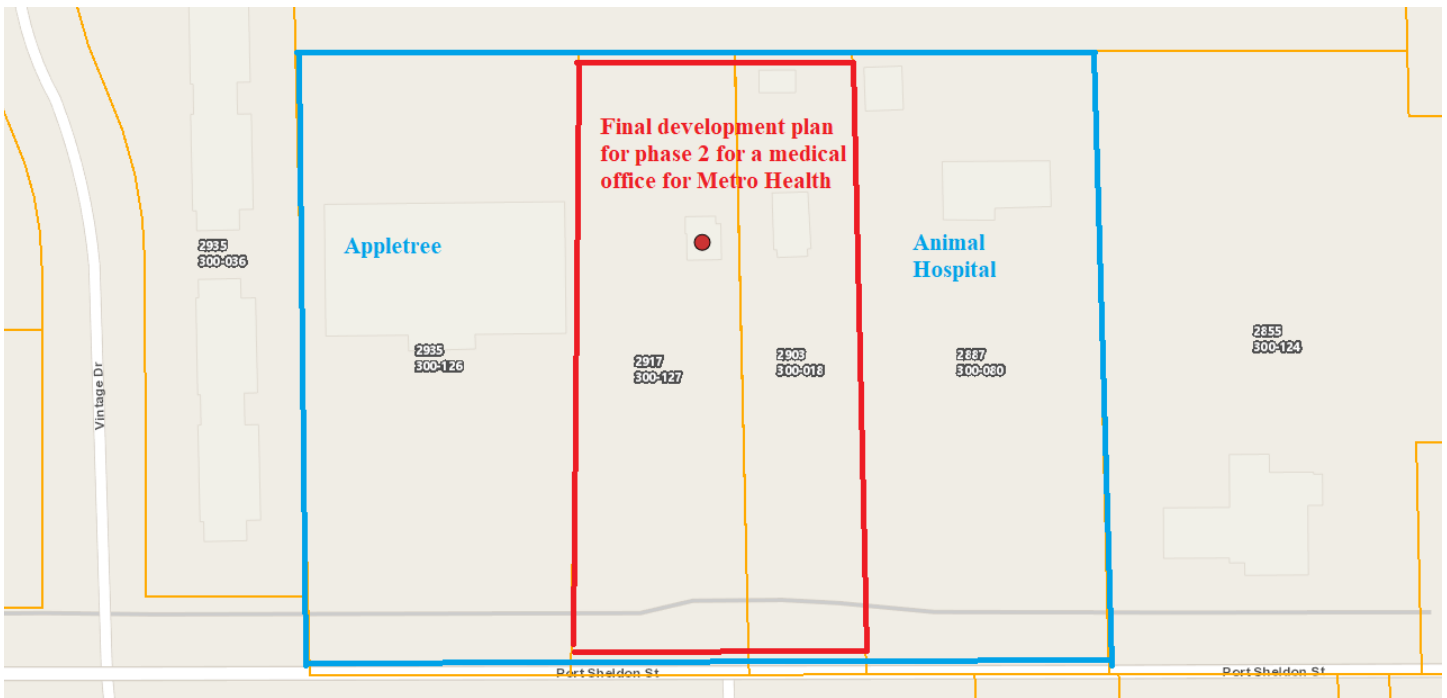 Final development plan
for phase 2 for a medical
office for Metro Health
2935
300-036
Appletree
Animal
Hospital
2935
300-126
2917
300-127
2903
300-018
2887
300-080
2855
300-124
Vintage Dr
Port Sheldon St
Port Sheldon St